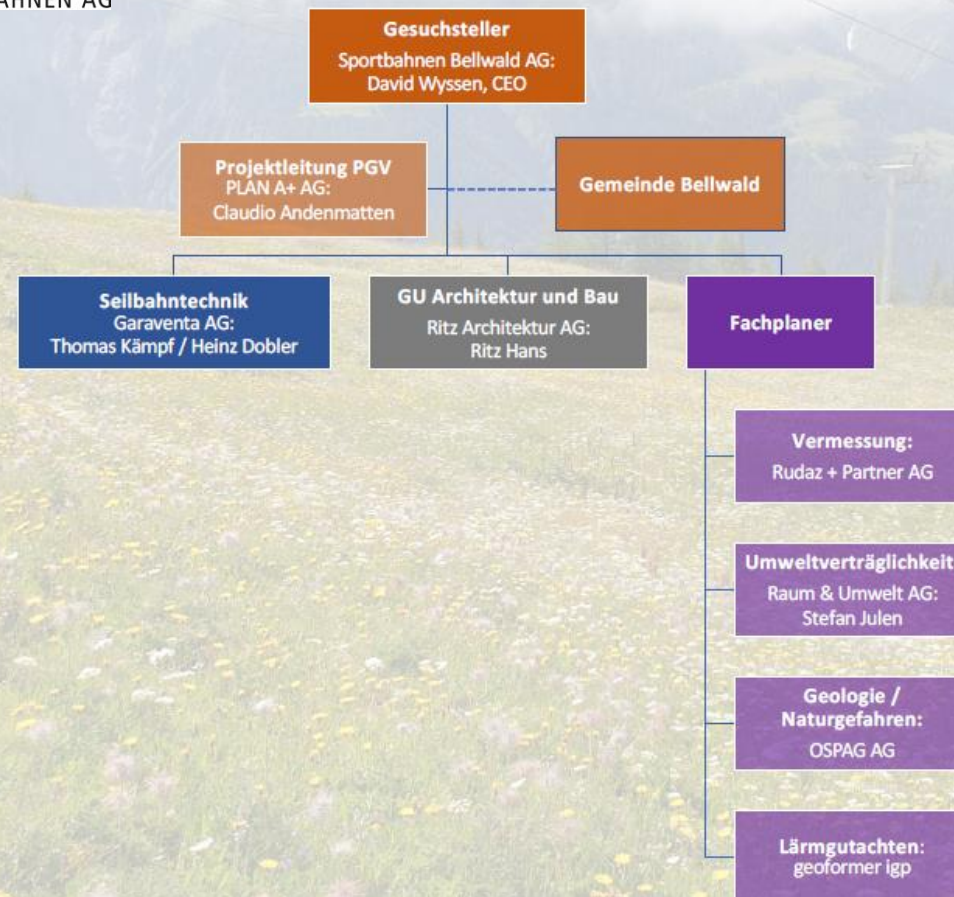 AHNEN AG
Gesuchsteller
Sportbahnen Bellwald AG:
David Wyssen, CEO
Projektleitung PGV
PLAN A+ AG:
Claudio Andenmatten
Gemeinde Bellwald
Seilbahntechnik
Garaventa AG:
Thomas Kämpf / Heinz Dobler
GU Architektur und Bau
Ritz Architektur AG:
Ritz Hans
Fachplaner
Vermessung:
Rudaz + Partner AG
Umweltverträglichkeit
Raum & Umwelt AG:
Stefan Julen
Geologie /
Naturgefahren:
OSPAG AG
Lärmgutachten:
geoformer igp